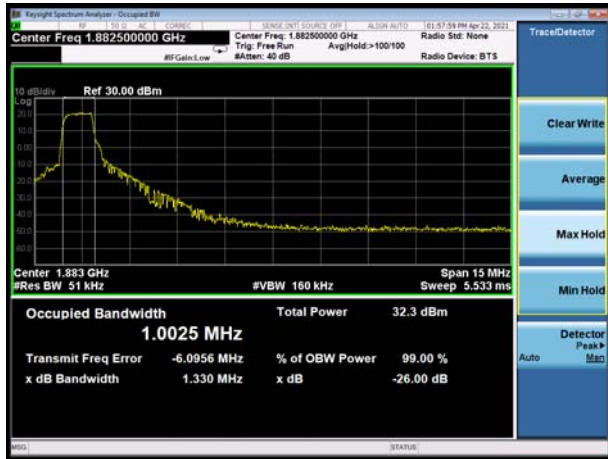 Keysight Spectrum Analyzer - Occupied BW
RF 50 Ω AC CORREC SENSE:INT SOURCE OFF ALIGN AUTO 01:57:59 PM Apr 22, 2021
Center Freq 1.882500000 GHz
Center Freq: 1.882500000 GHz
Radio Std: None
Trig: Free Run Avg|Hold:>100/100
#IFGain:Low #Atten: 40 dB Radio Device: BTS
Trace/Detector
10 dB/div Ref 30.00 dBm
Log
20.0
10.0
0.00
-10.0
-20.0
-30.0
-40.0
-50.0
-60.0
Clear Write
Average
Max Hold
Min Hold
Detector
Peak
Auto Man
Center 1.883 GHz Span 15 MHz
#Res BW 51 kHz #VBW 160 kHz Sweep 5.533 ms
Occupied Bandwidth Total Power 32.3 dBm
1.0025 MHz
Transmit Freq Error -6.0956 MHz % of OBW Power 99.00 %
x dB Bandwidth 1.330 MHz x dB -26.00 dB
MSG STATUS